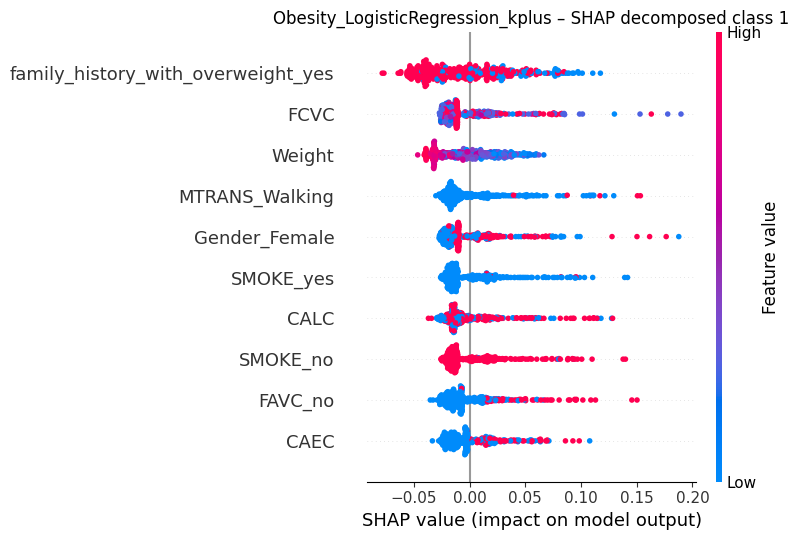 Obesity_LogisticRegression_kplus – SHAP decomposed class 1
High
family_history_with_overweight_yes
FCVC
Weight
MTRANS_Walking
Gender_Female
SMOKE_yes
CALC
SMOKE_no
FAVC_no
CAEC
Feature value
Low
−0.05 0.00 0.05 0.10 0.15 0.20
SHAP value (impact on model output)